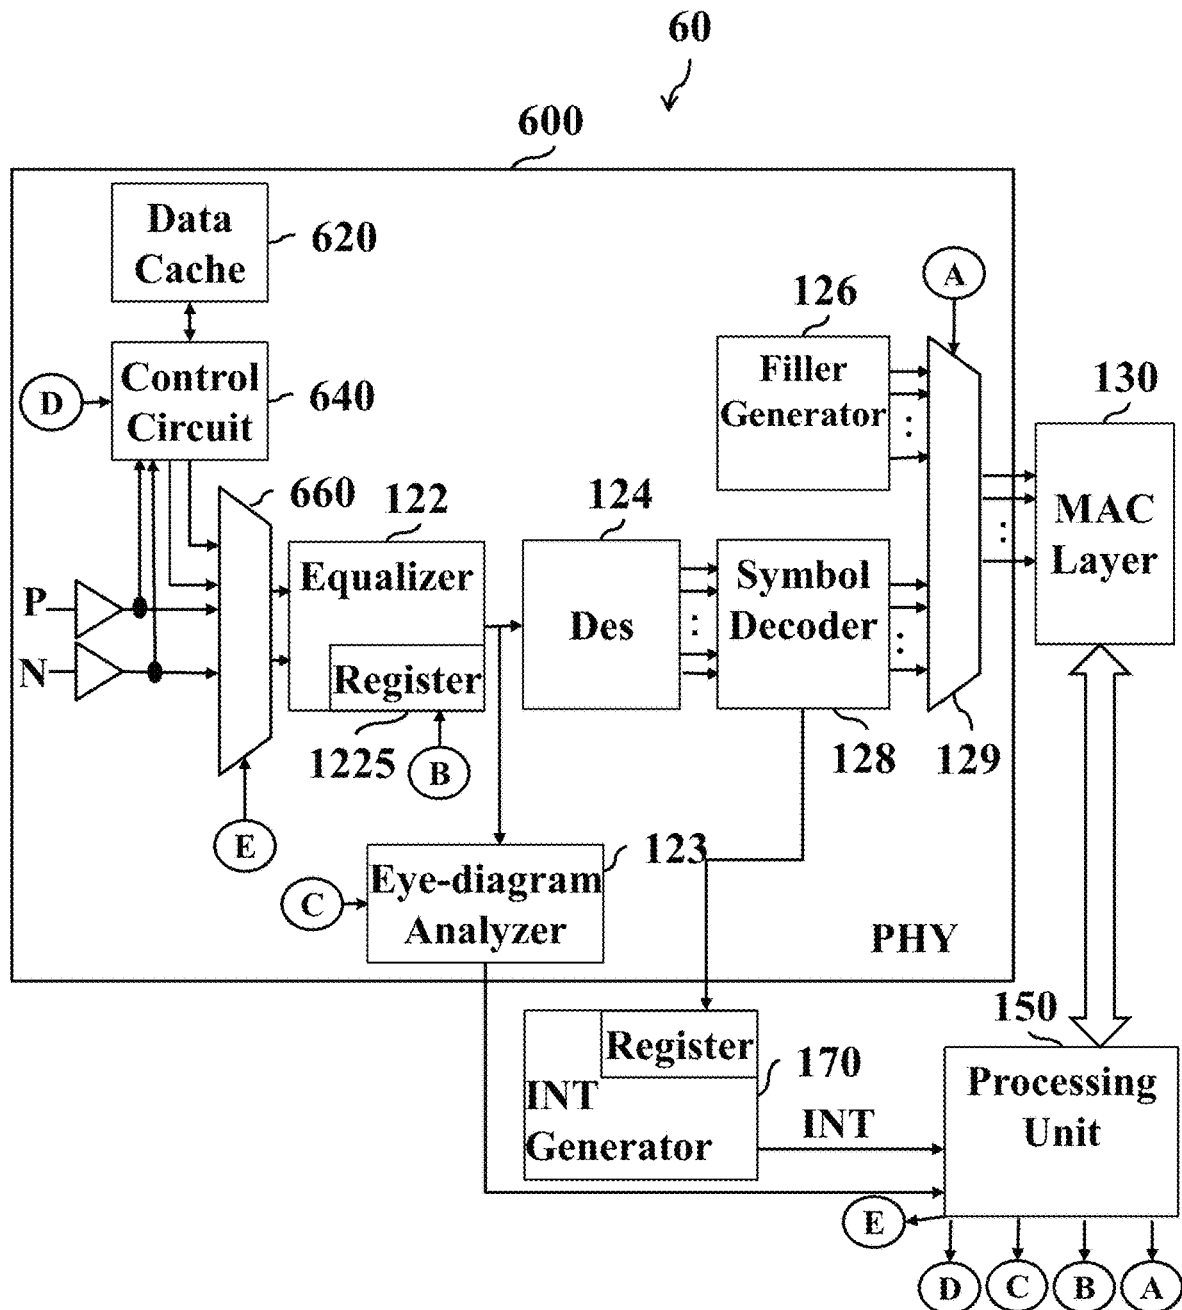 60
600
Data
Cache
620
Control
Circuit
640
D
660
P
N
122
Equalizer
Register
1225
B
E
124
Des
126
Filler
Generator
A
Symbol
Decoder
128
129
130
MAC
Layer
C
Eye-diagram
Analyzer
123
PHY
Register
INT
Generator
170
INT
150
Processing
Unit
E
D
C
B
A